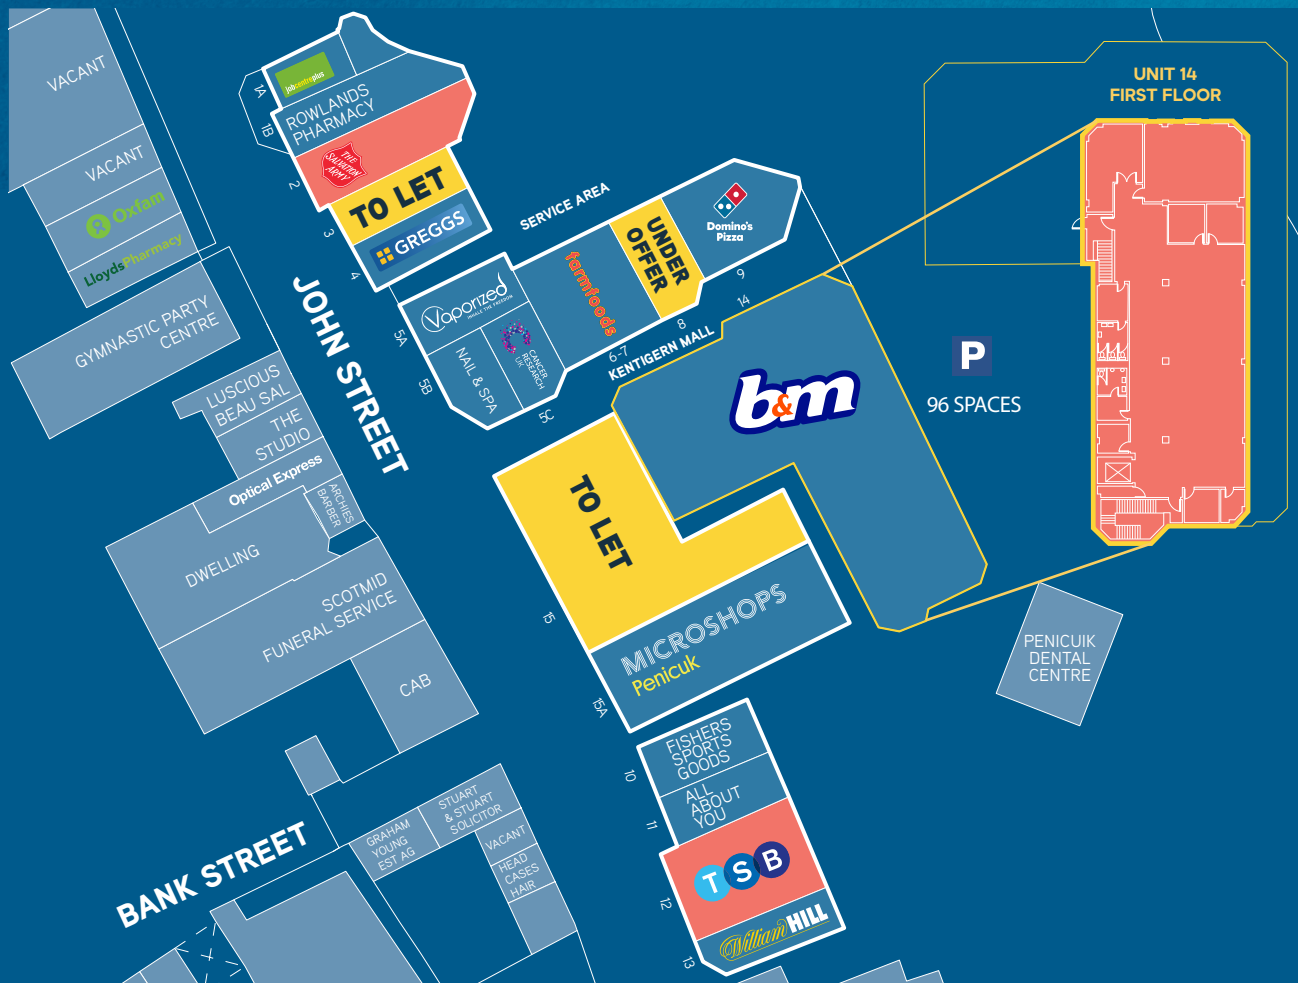 VACANT
VACANT
Oxfam
LloydsPharmacy
GYMNASTIC PARTY
CENTRE
LUSCIOUS
BEAU SAL
THE
STUDIO
Optical Express
ARCHIES
BARBER
DWELLING
SCOTMID
FUNERAL SERVICE
CAB
JOHN STREET
BANK STREET
GRAHAM
YOUNG
EST AG
STUART
& STUART
SOLICITOR
VACANT
HEAD
CASES
HAIR
1A
jobcentreplus
1B
ROWLANDS
PHARMACY
2
THE
SALVATION
ARMY
3
TO LET
4
GREGGS
SERVICE AREA
5A
Vaporized
INHALE THE FREEDOM
5B
NAIL & SPA
5C
CANCER
RESEARCH
UK
farmfoods
6-7
UNDER
OFFER
8
Domino's
Pizza
9
KENTIGERN MALL
14
b&m
P
96 SPACES
UNIT 14
FIRST FLOOR
TO LET
15
MICROSHOPS
Penicuk
15A
PENICUIK
DENTAL
CENTRE
FISHERS
SPORTS
GOODS
10
ALL
ABOUT
YOU
11
TSB
12
William HILL
13